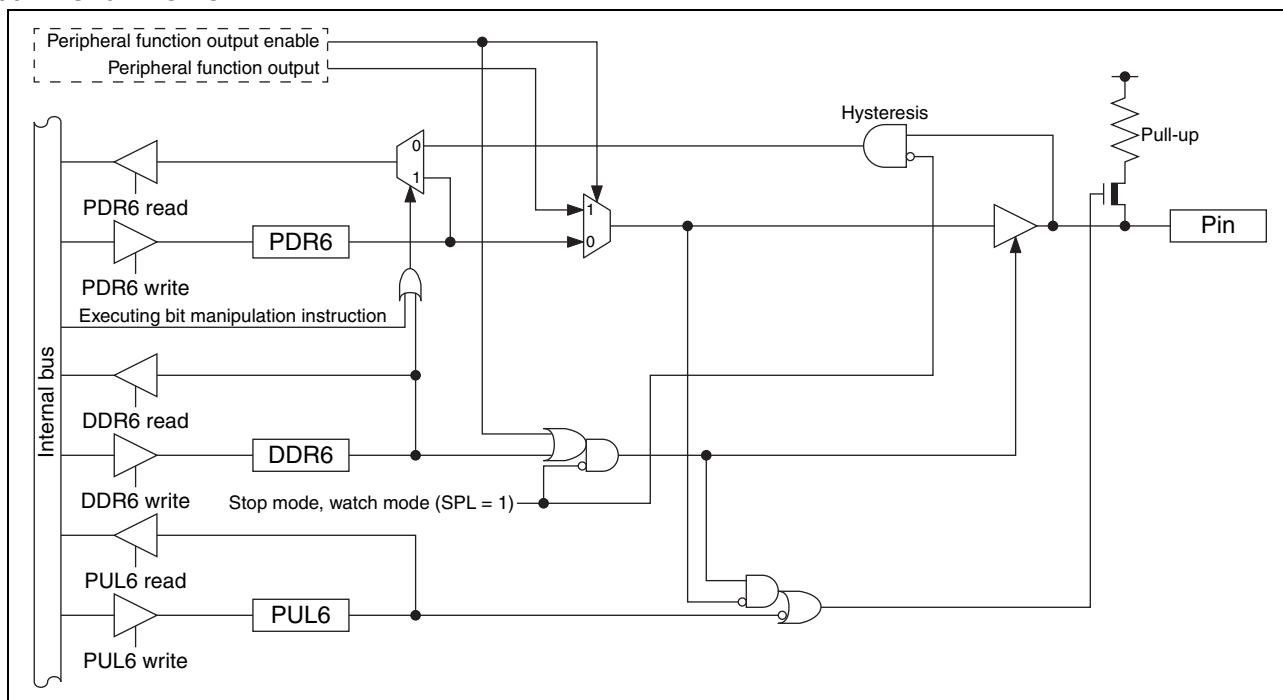 Peripheral function output enable
Peripheral function output
Hysteresis
Pull-up
0
1
PDR6 read
1
0
PDR6
Pin
PDR6 write
Executing bit manipulation instruction
Internal bus
DDR6 read
DDR6
DDR6 write
Stop mode, watch mode (SPL = 1)
PUL6 read
PUL6
PUL6 write